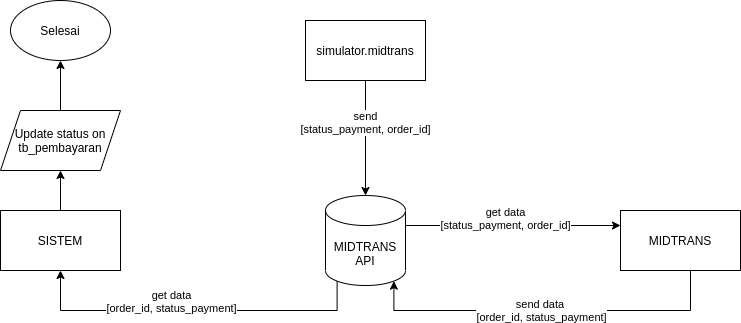 Selesai
simulator.midtrans
Update status on
tb_pembayaran
send
[status_payment, order_id]
SISTEM
MIDTRANS
API
get data
[status_payment, order_id]
MIDTRANS
get data
[order_id, status_payment]
send data
[order_id, status_payment]